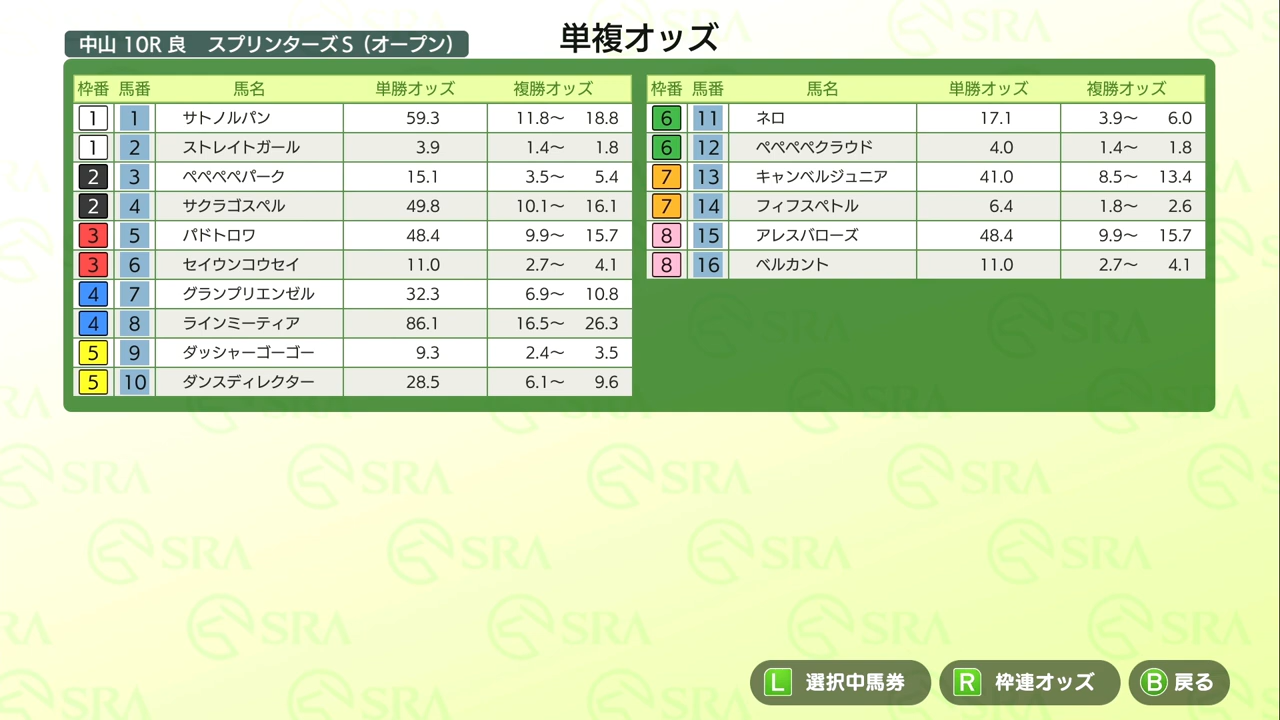 単複オッズ
中山 10R 良 スプリンターズS (オープン)
枠番 馬番 馬名 単勝オッズ 複勝オッズ
1 1 サトノルパン 59.3 11.8～ 18.8
1 2 ストレイトガール 3.9 1.4～ 1.8
2 3 ペペペペパーク 15.1 3.5～ 5.4
2 4 サクラゴスペル 49.8 10.1～ 16.1
3 5 パドトロワ 48.4 9.9～ 15.7
3 6 セイウンコウセイ 11.0 2.7～ 4.1
4 7 グランプリエンゼル 32.3 6.9～ 10.8
4 8 ラインミーティア 86.1 16.5～ 26.3
5 9 ダッシャーゴーゴー 9.3 2.4～ 3.5
5 10 ダンスディレクター 28.5 6.1～ 9.6
枠番 馬番 馬名 単勝オッズ 複勝オッズ
6 11 ネロ 17.1 3.9～ 6.0
6 12 ペペペペクラウド 4.0 1.4～ 1.8
7 13 キャンベルジュニア 41.0 8.5～ 13.4
7 14 フィフスペトル 6.4 1.8～ 2.6
8 15 アレスバローズ 48.4 9.9～ 15.7
8 16 ベルカント 11.0 2.7～ 4.1
L 選択中馬券 R 枠連オッズ B 戻る